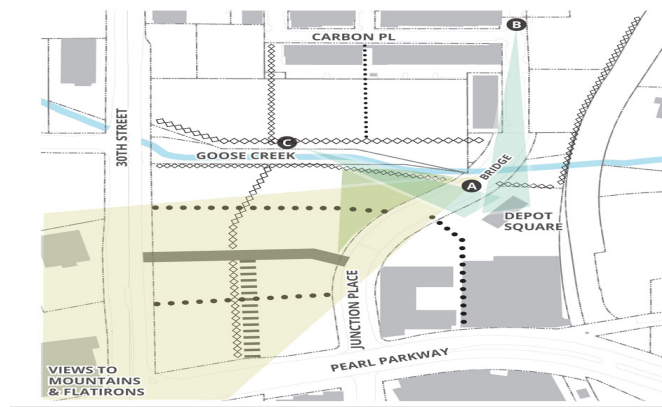 B
CARBON PL
30TH STREET
C
GOOSE CREEK
BRIDGE
A
DEPOT
SQUARE
JUNCTION PLACE
PEARL PARKWAY
VIEWS TO
MOUNTAINS
& FLATIRONS